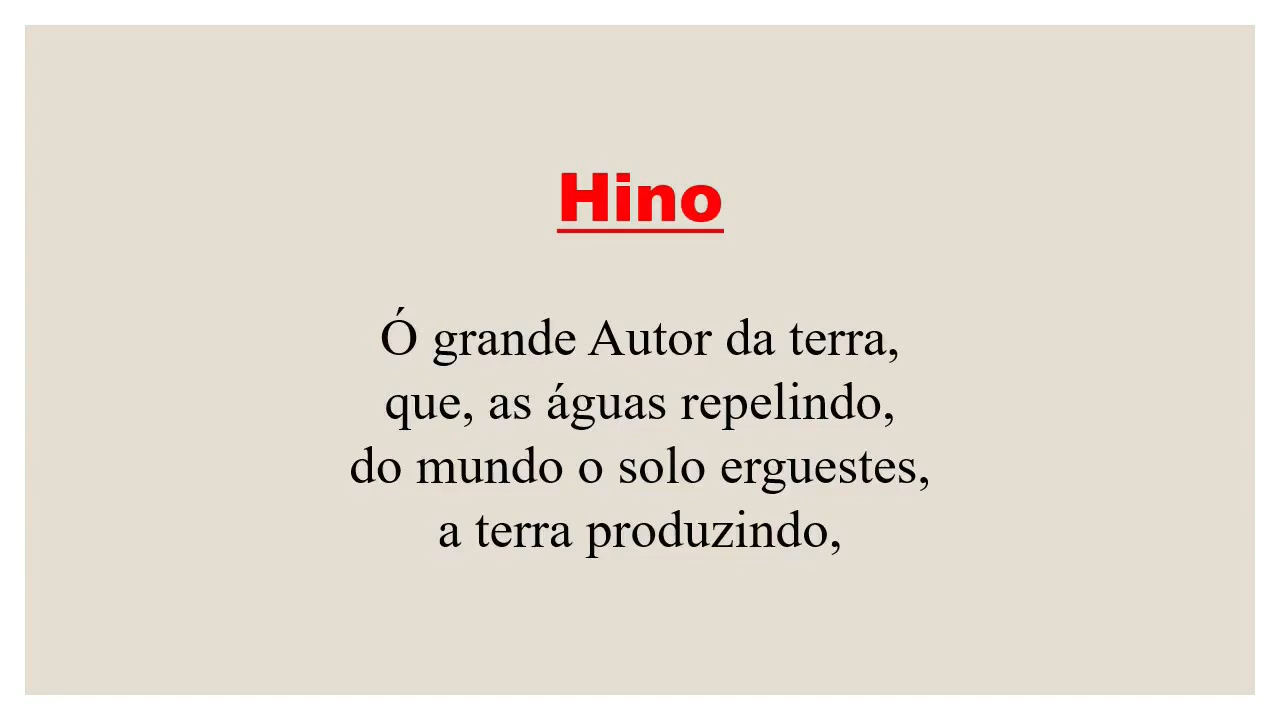 Hino
Ó grande Autor da terra,
que, as águas repelindo,
do mundo o solo erguestes,
a terra produzindo,